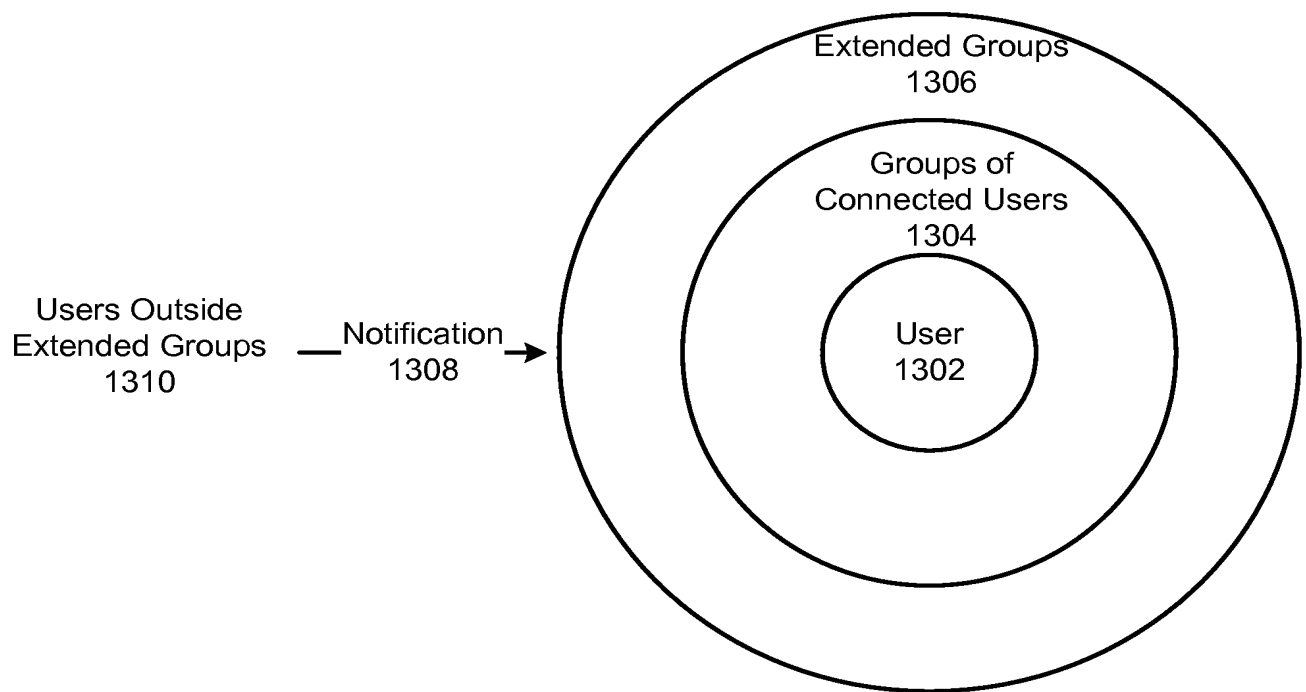 Extended Groups
1306
Groups of
Connected Users
1304
Users Outside
Extended Groups
1310
Notification
1308
User
1302